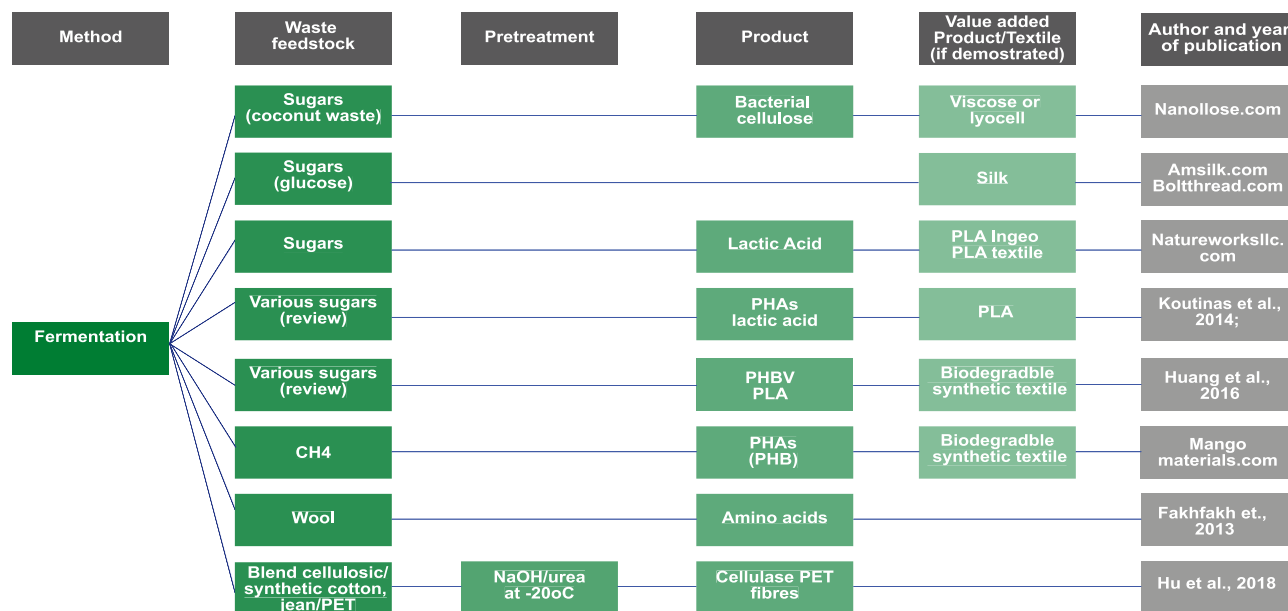 Method
Waste
feedstock
Pretreatment
Product
Value added
Product/Textile
(if demostrated)
Author and year
of publication
Sugars
(coconut waste)
Bacterial
cellulose
Viscose or
lyocell
Nanollose.com
Sugars
(glucose)
Silk
Amsilk.com
Boltthread.com
Sugars
Lactic Acid
PLA Ingeo
PLA textile
Natureworksllc.
com
Various sugars
(review)
PHAs
lactic acid
PLA
Koutinas et al.,
2014;
Fermentation
Various sugars
(review)
PHBV
PLA
Biodegradble
synthetic textile
Huang et al.,
2016
CH4
PHAs
(PHB)
Biodegradble
synthetic textile
Mango
materials.com
Wool
Amino acids
Fakhfakh et.,
2013
Blend cellulosic/
synthetic cotton,
jean/PET
NaOH/urea
at -20oC
Cellulase PET
fibres
Hu et al., 2018